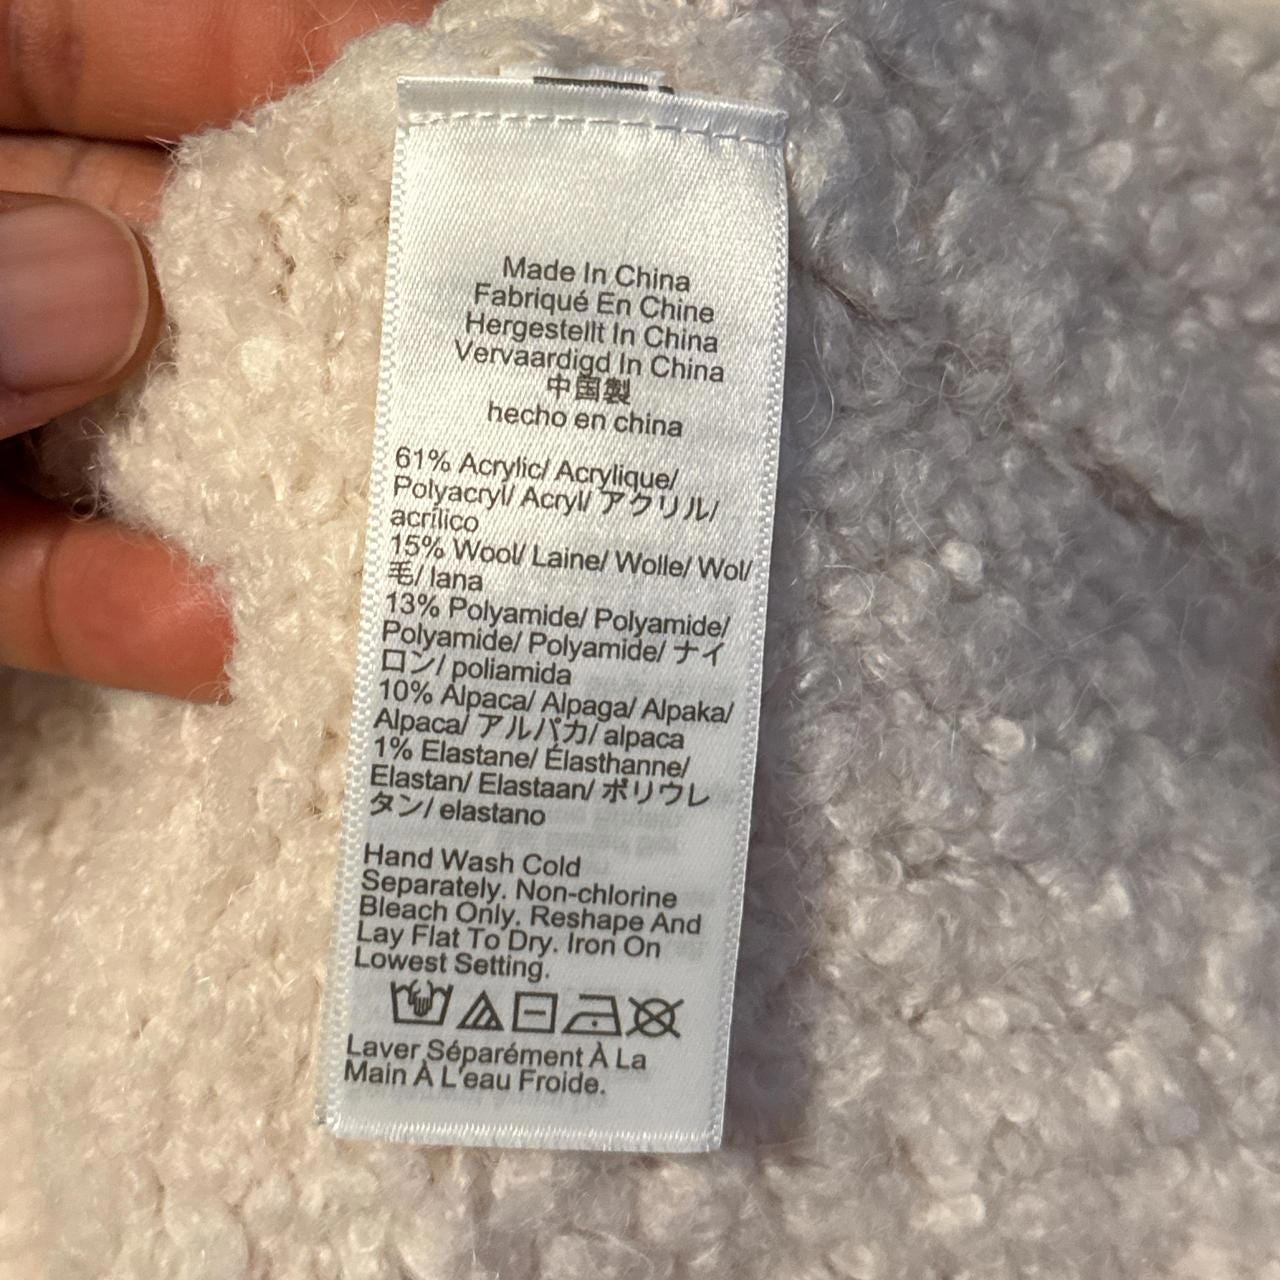 Made In China
Fabriqué En Chine
Hergestellt In China
Vervaardigd In China
中国製
hecho en china
61% Acrylic/ Acrylique/
Polyacryl/ Acryl/ アクリル/
acrílico
15% Wool/ Laine/ Wolle/ Wol/
毛/ lana
13% Polyamide/ Polyamide/
Polyamide/ Polyamide/ ナイ
ロン/ poliamida
10% Alpaca/ Alpaga/ Alpaka/
Alpaca/ アルパカ/ alpaca
1% Elastane/ Élasthanne/
Elastan/ Elastaan/ ポリウレ
タン/ elastano
Hand Wash Cold
Separately. Non-chlorine
Bleach Only. Reshape And
Lay Flat To Dry. Iron On
Lowest Setting.
Laver Séparément À La
Main À L'eau Froide.